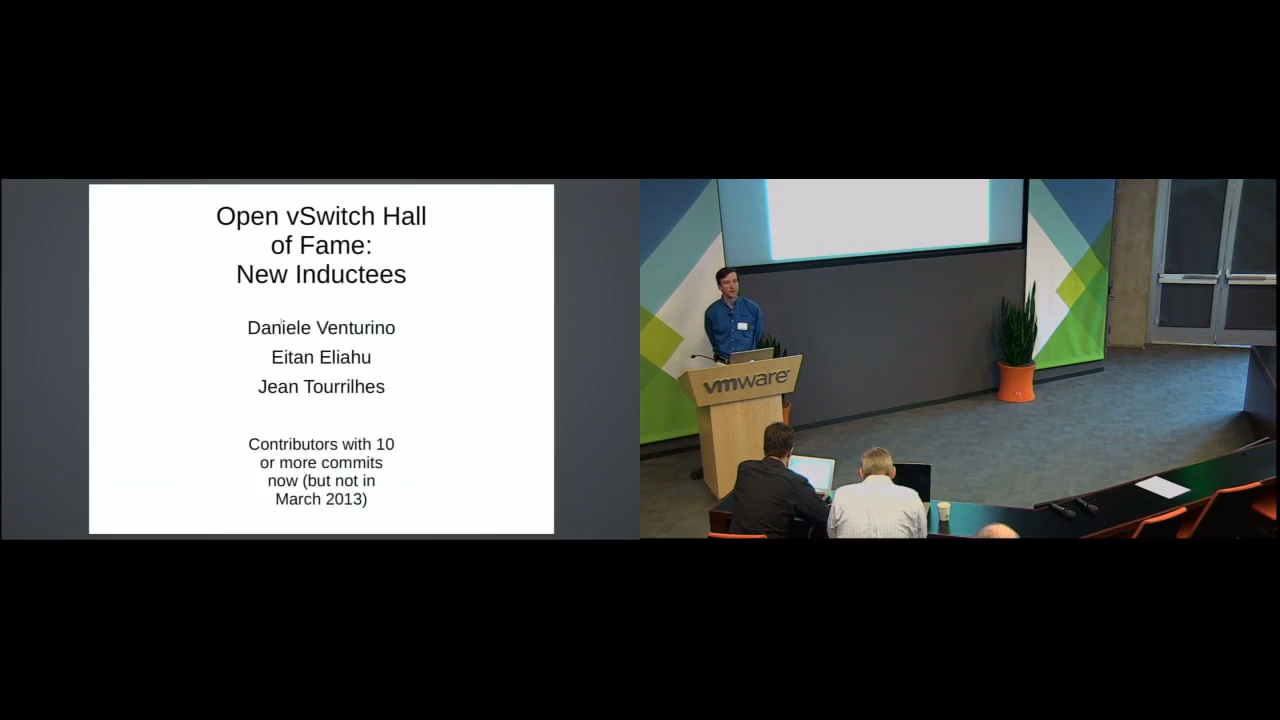 Open vSwitch Hall
of Fame:
New Inductees
Daniele Venturino
Eitan Eliahu
Jean Tourrilhes
Contributors with 10
or more commits
now (but not in
March 2013)
vmware